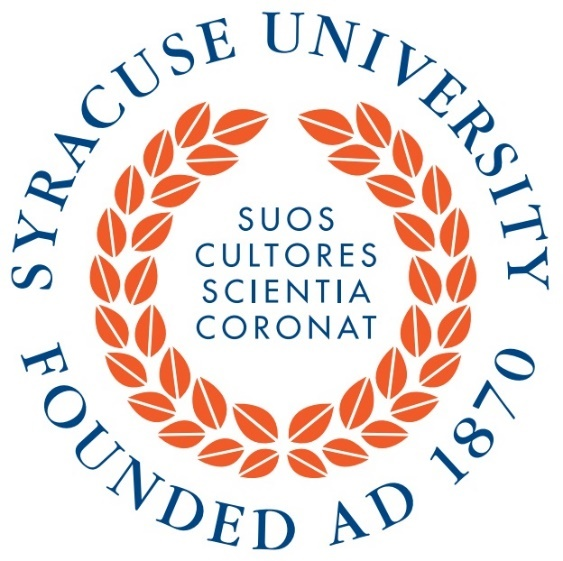 SYRACUSE UNIVERSITY
SUOS
CULTORES
SCIENTIA
CORONAT
FOUNDED AD 1870